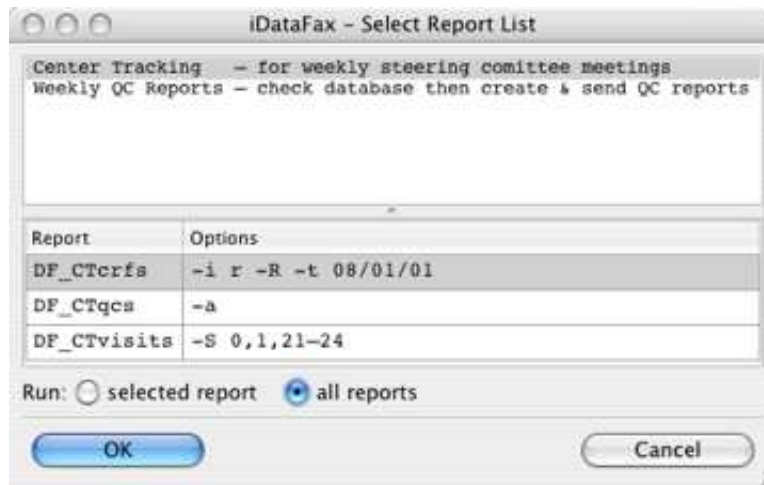 iDataFax – Select Report List
Center Tracking – for weekly steering comittee meetings
Weekly QC Reports – check database then create & send QC reports
Report Options
DF_CTcrfs -i r -R -t 08/01/01
DF_CTqcs -a
DF_CTvisits -S 0,1,21–24
Run: selected report all reports
OK Cancel